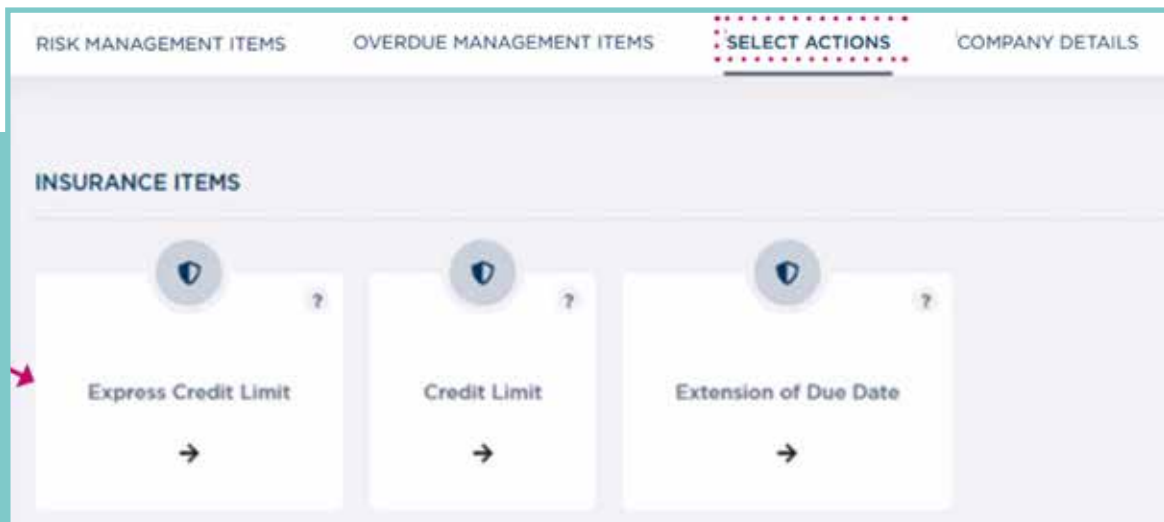 RISK MANAGEMENT ITEMS OVERDUE MANAGEMENT ITEMS SELECT ACTIONS COMPANY DETAILS
INSURANCE ITEMS
? ? ?
Express Credit Limit Credit Limit Extension of Due Date